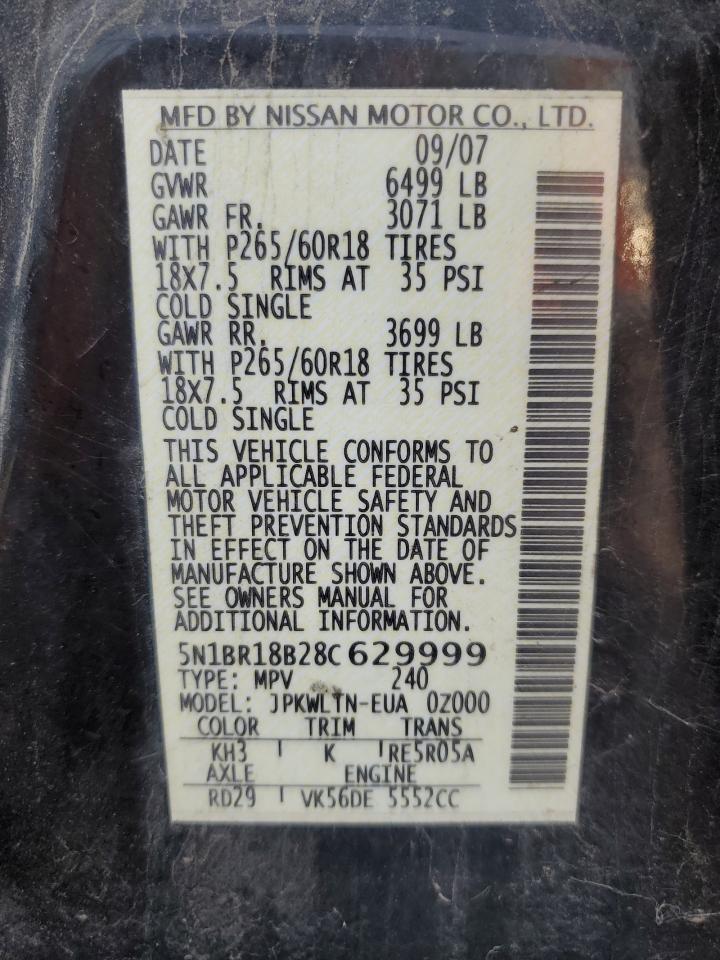 MFD BY NISSAN MOTOR CO., LTD.
DATE 09/07
GVWR 6499 LB
GAWR FR. 3071 LB
WITH P265/60R18 TIRES
18X7.5 RIMS AT 35 PSI
COLD SINGLE
GAWR RR. 3699 LB
WITH P265/60R18 TIRES
18X7.5 RIMS AT 35 PSI
COLD SINGLE
THIS VEHICLE CONFORMS TO
ALL APPLICABLE FEDERAL
MOTOR VEHICLE SAFETY AND
THEFT PREVENTION STANDARDS
IN EFFECT ON THE DATE OF
MANUFACTURE SHOWN ABOVE.
SEE OWNERS MANUAL FOR
ADDITIONAL INFORMATION.
5N1BR18B28C 629999
TYPE: MPV 240
MODEL: JPKWLTN-EUA 0Z000
COLOR TRIM TRANS
KH3 K RE5R05A
AXLE ENGINE
RD29 VK56DE 5552CC